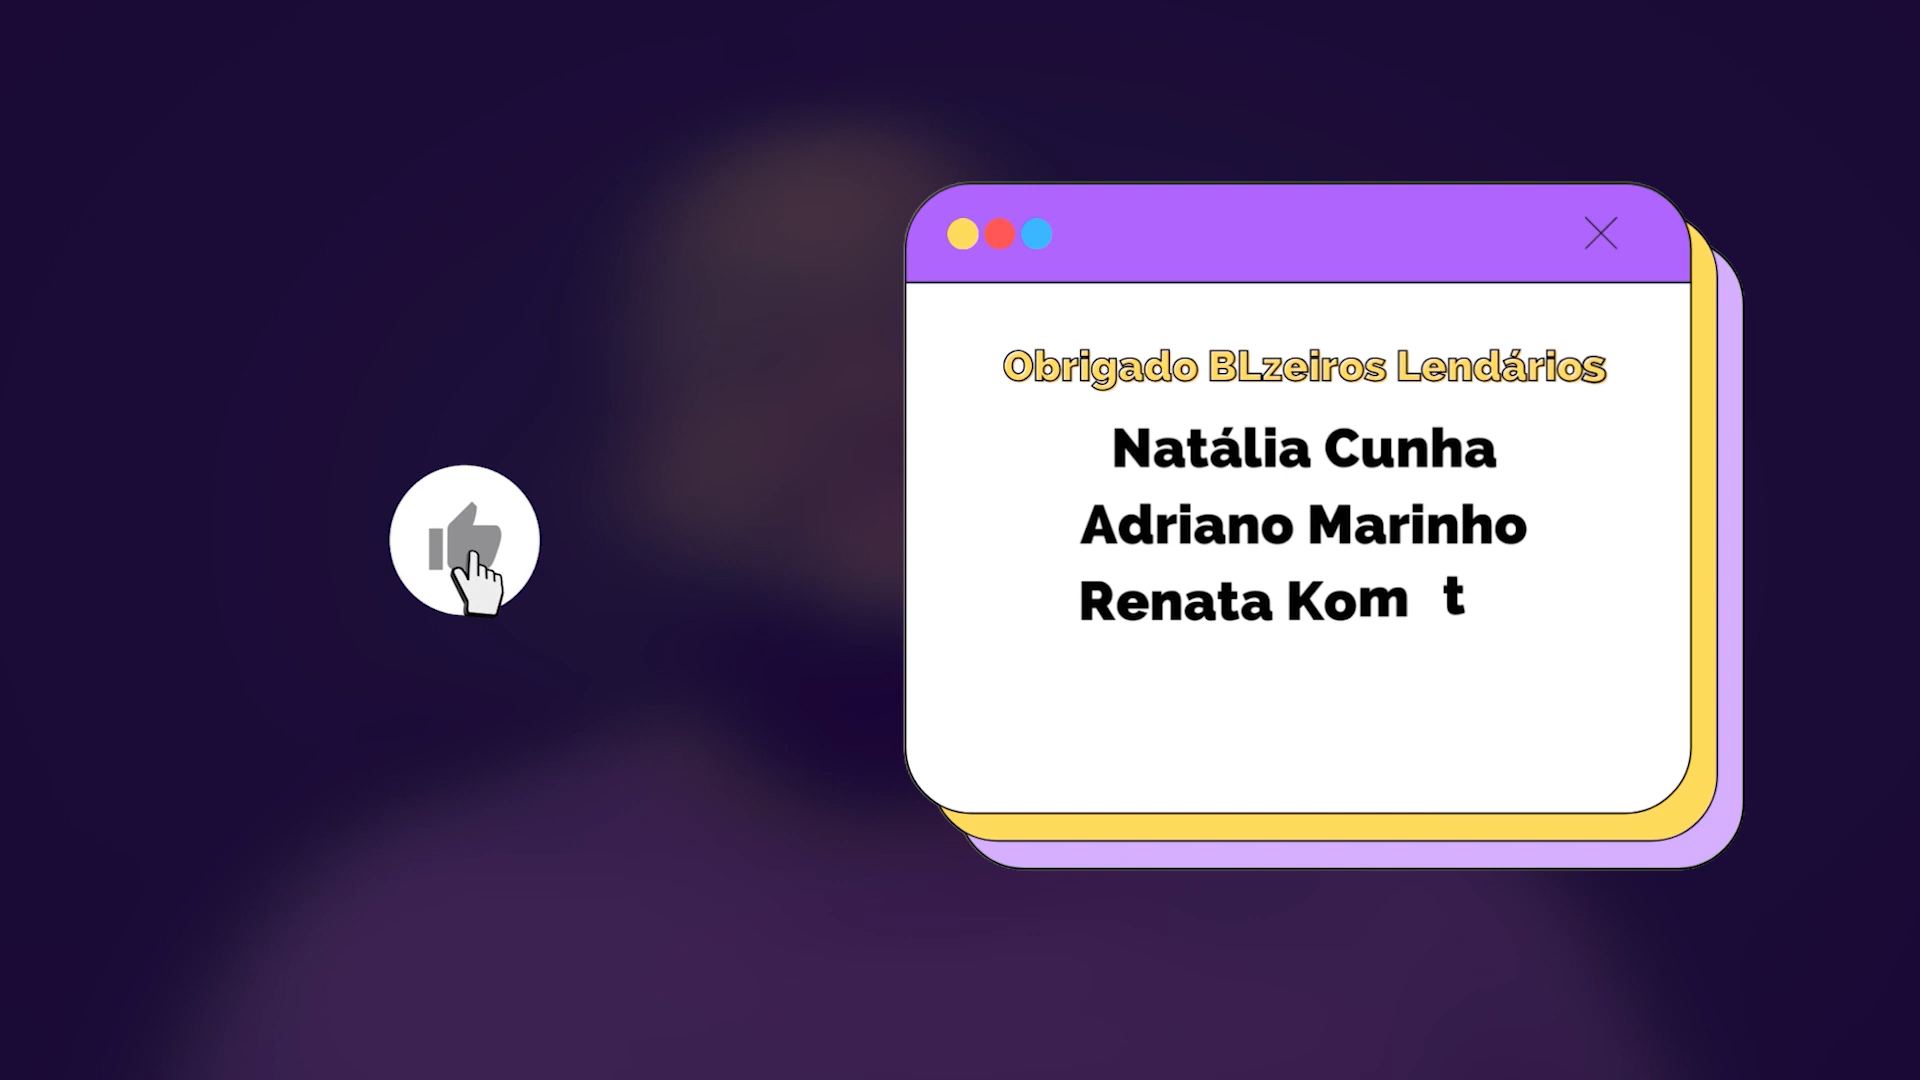 Obrigado BLzeiros Lendários
Natália Cunha
Adriano Marinho
Renata Kom t